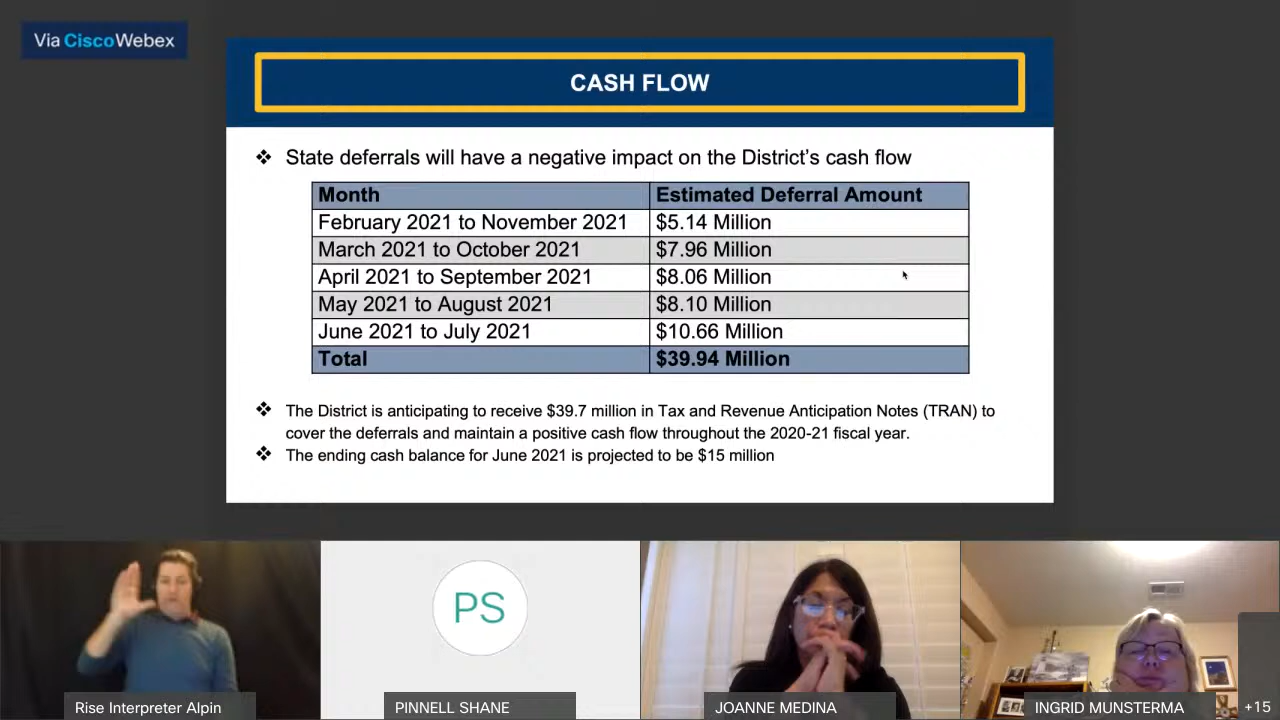 Via Cisco Webex
CASH FLOW
❖ State deferrals will have a negative impact on the District's cash flow
Month Estimated Deferral Amount
February 2021 to November 2021 $5.14 Million
March 2021 to October 2021 $7.96 Million
April 2021 to September 2021 $8.06 Million
May 2021 to August 2021 $8.10 Million
June 2021 to July 2021 $10.66 Million
Total $39.94 Million
❖ The District is anticipating to receive $39.7 million in Tax and Revenue Anticipation Notes (TRAN) to
cover the deferrals and maintain a positive cash flow throughout the 2020-21 fiscal year.
❖ The ending cash balance for June 2021 is projected to be $15 million
PS
Rise Interpreter Alpin
PINNELL SHANE
JOANNE MEDINA
INGRID MUNSTERMA
+15